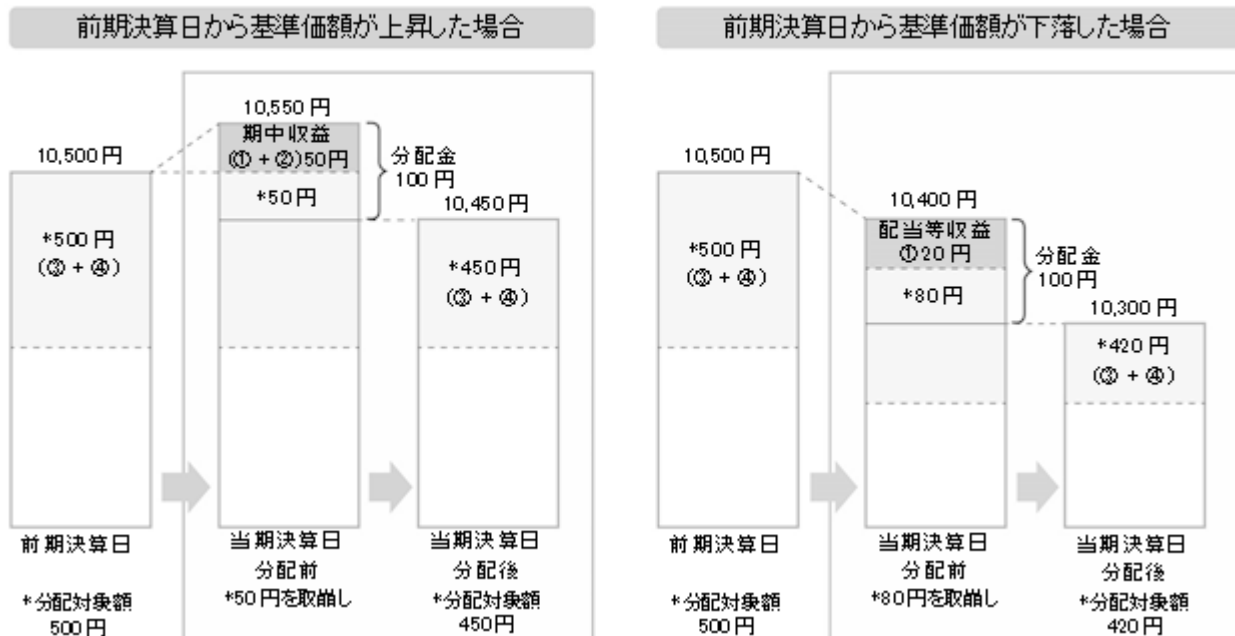 前期決算日から基準価額が上昇した場合
10,500円
*500円
(③ + ④)
前期決算日
*分配対象額
500円
10,550円
期中収益
(① + ②)50円
*50円
分配金
100円
当期決算日
分配前
*50円を取崩し
10,450円
*450円
(③ + ④)
当期決算日
分配後
*分配対象額
450円
前期決算日から基準価額が下落した場合
10,500円
*500円
(③ + ④)
前期決算日
*分配対象額
500円
10,400円
配当等収益
①20円
*80円
分配金
100円
当期決算日
分配前
*80円を取崩し
10,300円
*420円
(③ + ④)
当期決算日
分配後
*分配対象額
420円